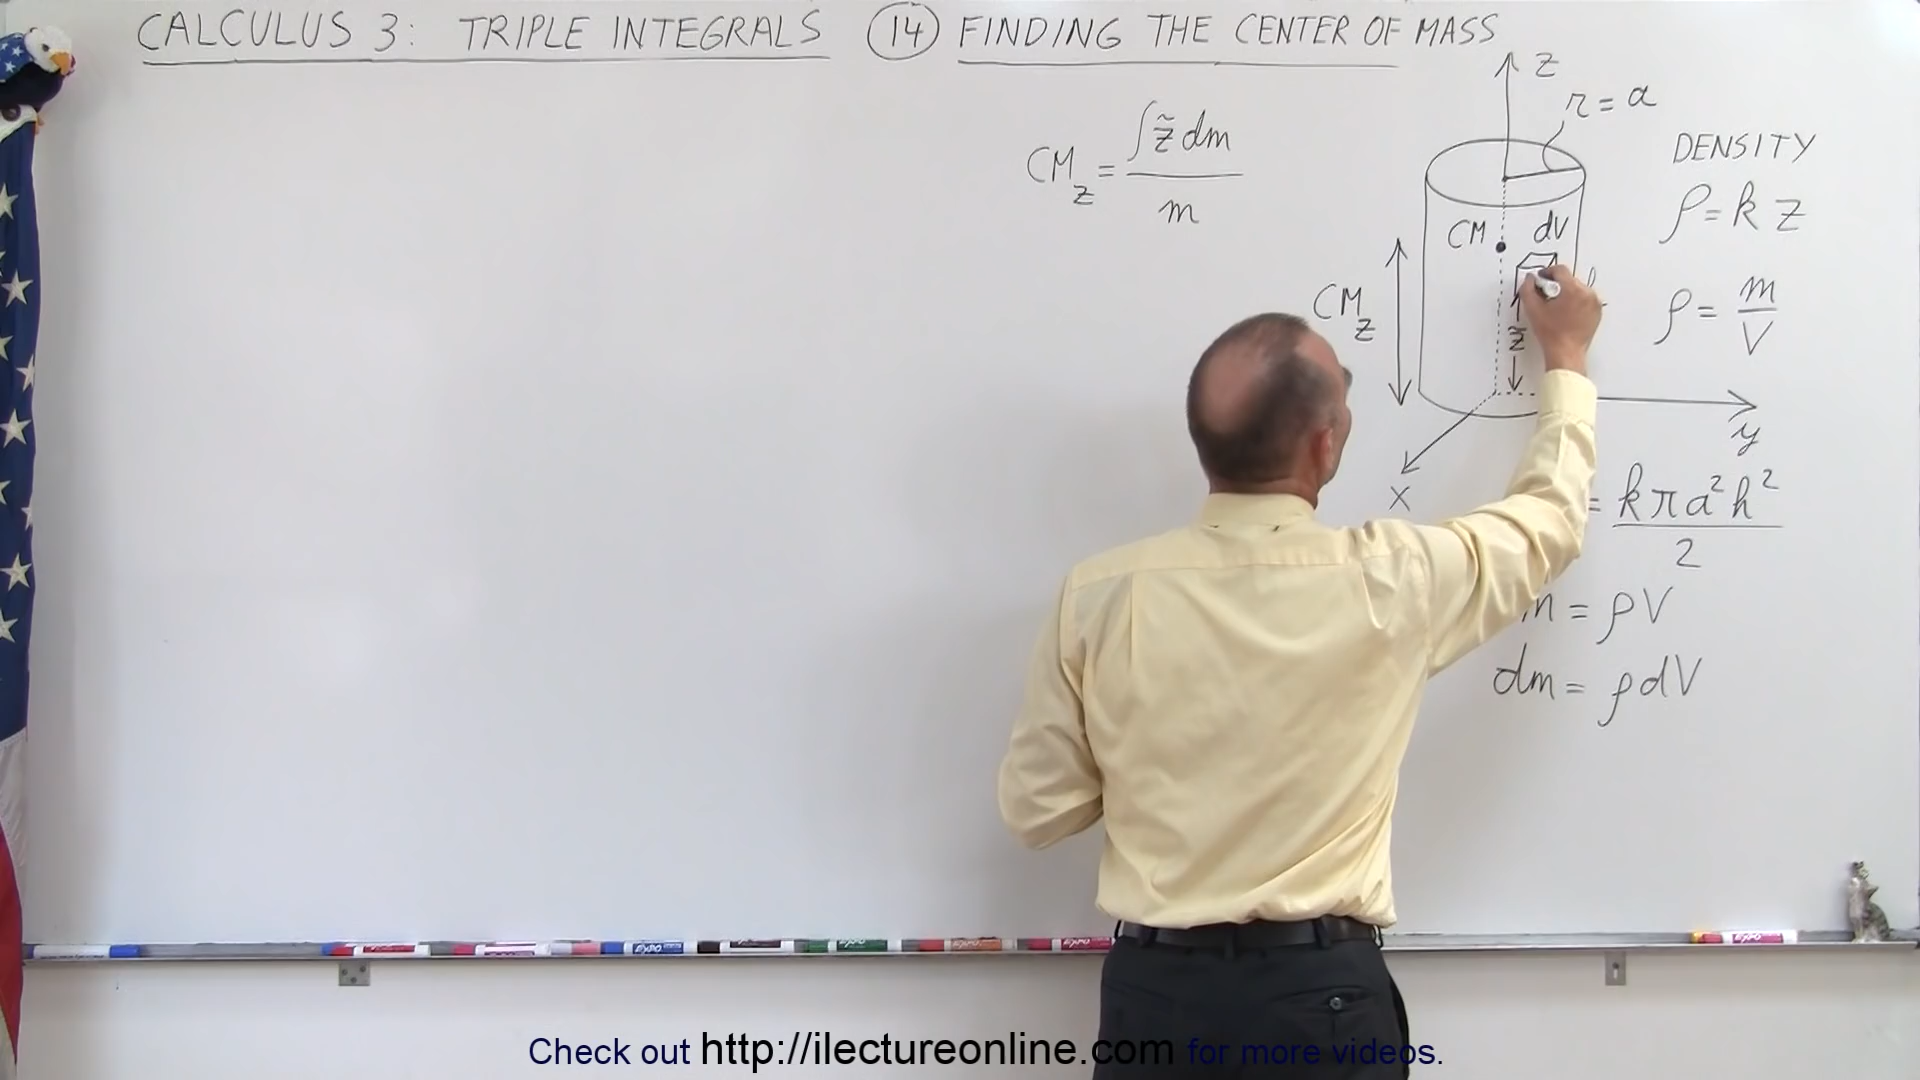 CALCULUS 3: TRIPLE INTEGRALS (14) FINDING THE CENTER OF MASS
CM_z = ∫ z̃ dm / m
z
r = a
CM
dV
CM_z
z̃
y
x
DENSITY
ρ = k z
ρ = m / V
= kπa²h² / 2
m = ρV
dm = ρdV
Check out http://ilectureonline.com for more videos.